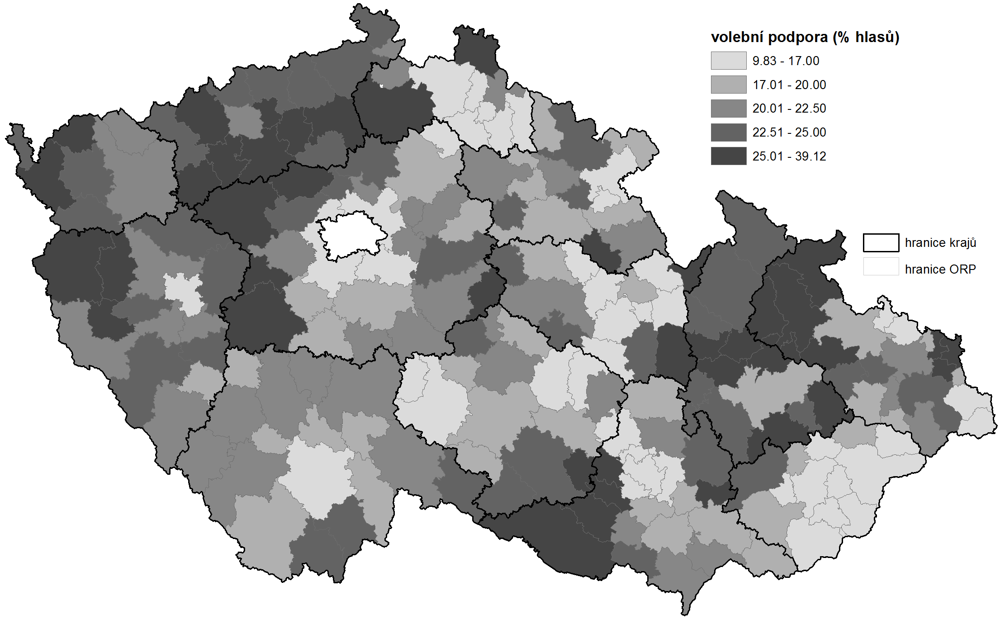 volební podpora (% hlasů)
9.83 - 17.00
17.01 - 20.00
20.01 - 22.50
22.51 - 25.00
25.01 - 39.12
hranice krajů
hranice ORP